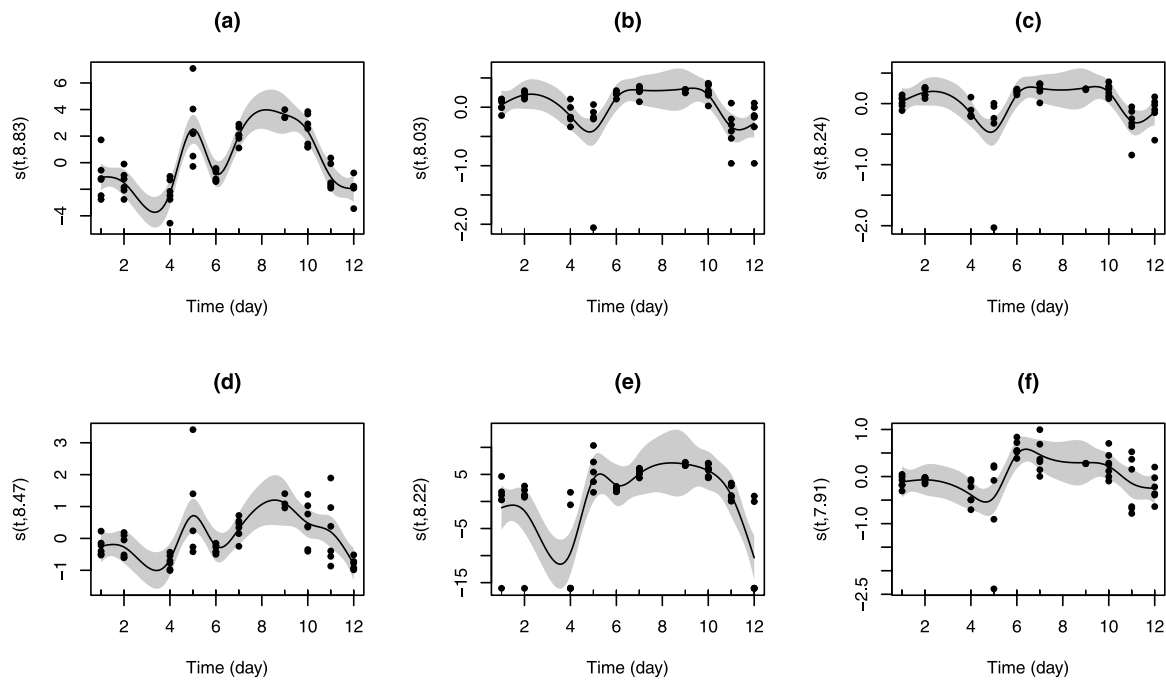 (a)
s(t,8.83)
6
4
2
0
−4
2 4 6 8 10 12
Time (day)
(b)
s(t,8.03)
0.0
−1.0
−2.0
2 4 6 8 10 12
Time (day)
(c)
s(t,8.24)
0.0
−1.0
−2.0
2 4 6 8 10 12
Time (day)
(d)
s(t,8.47)
3
2
1
0
−1
2 4 6 8 10 12
Time (day)
(e)
s(t,8.22)
5
−5
−15
2 4 6 8 10 12
Time (day)
(f)
s(t,7.91)
1.0
0.0
−1.0
−2.5
2 4 6 8 10 12
Time (day)